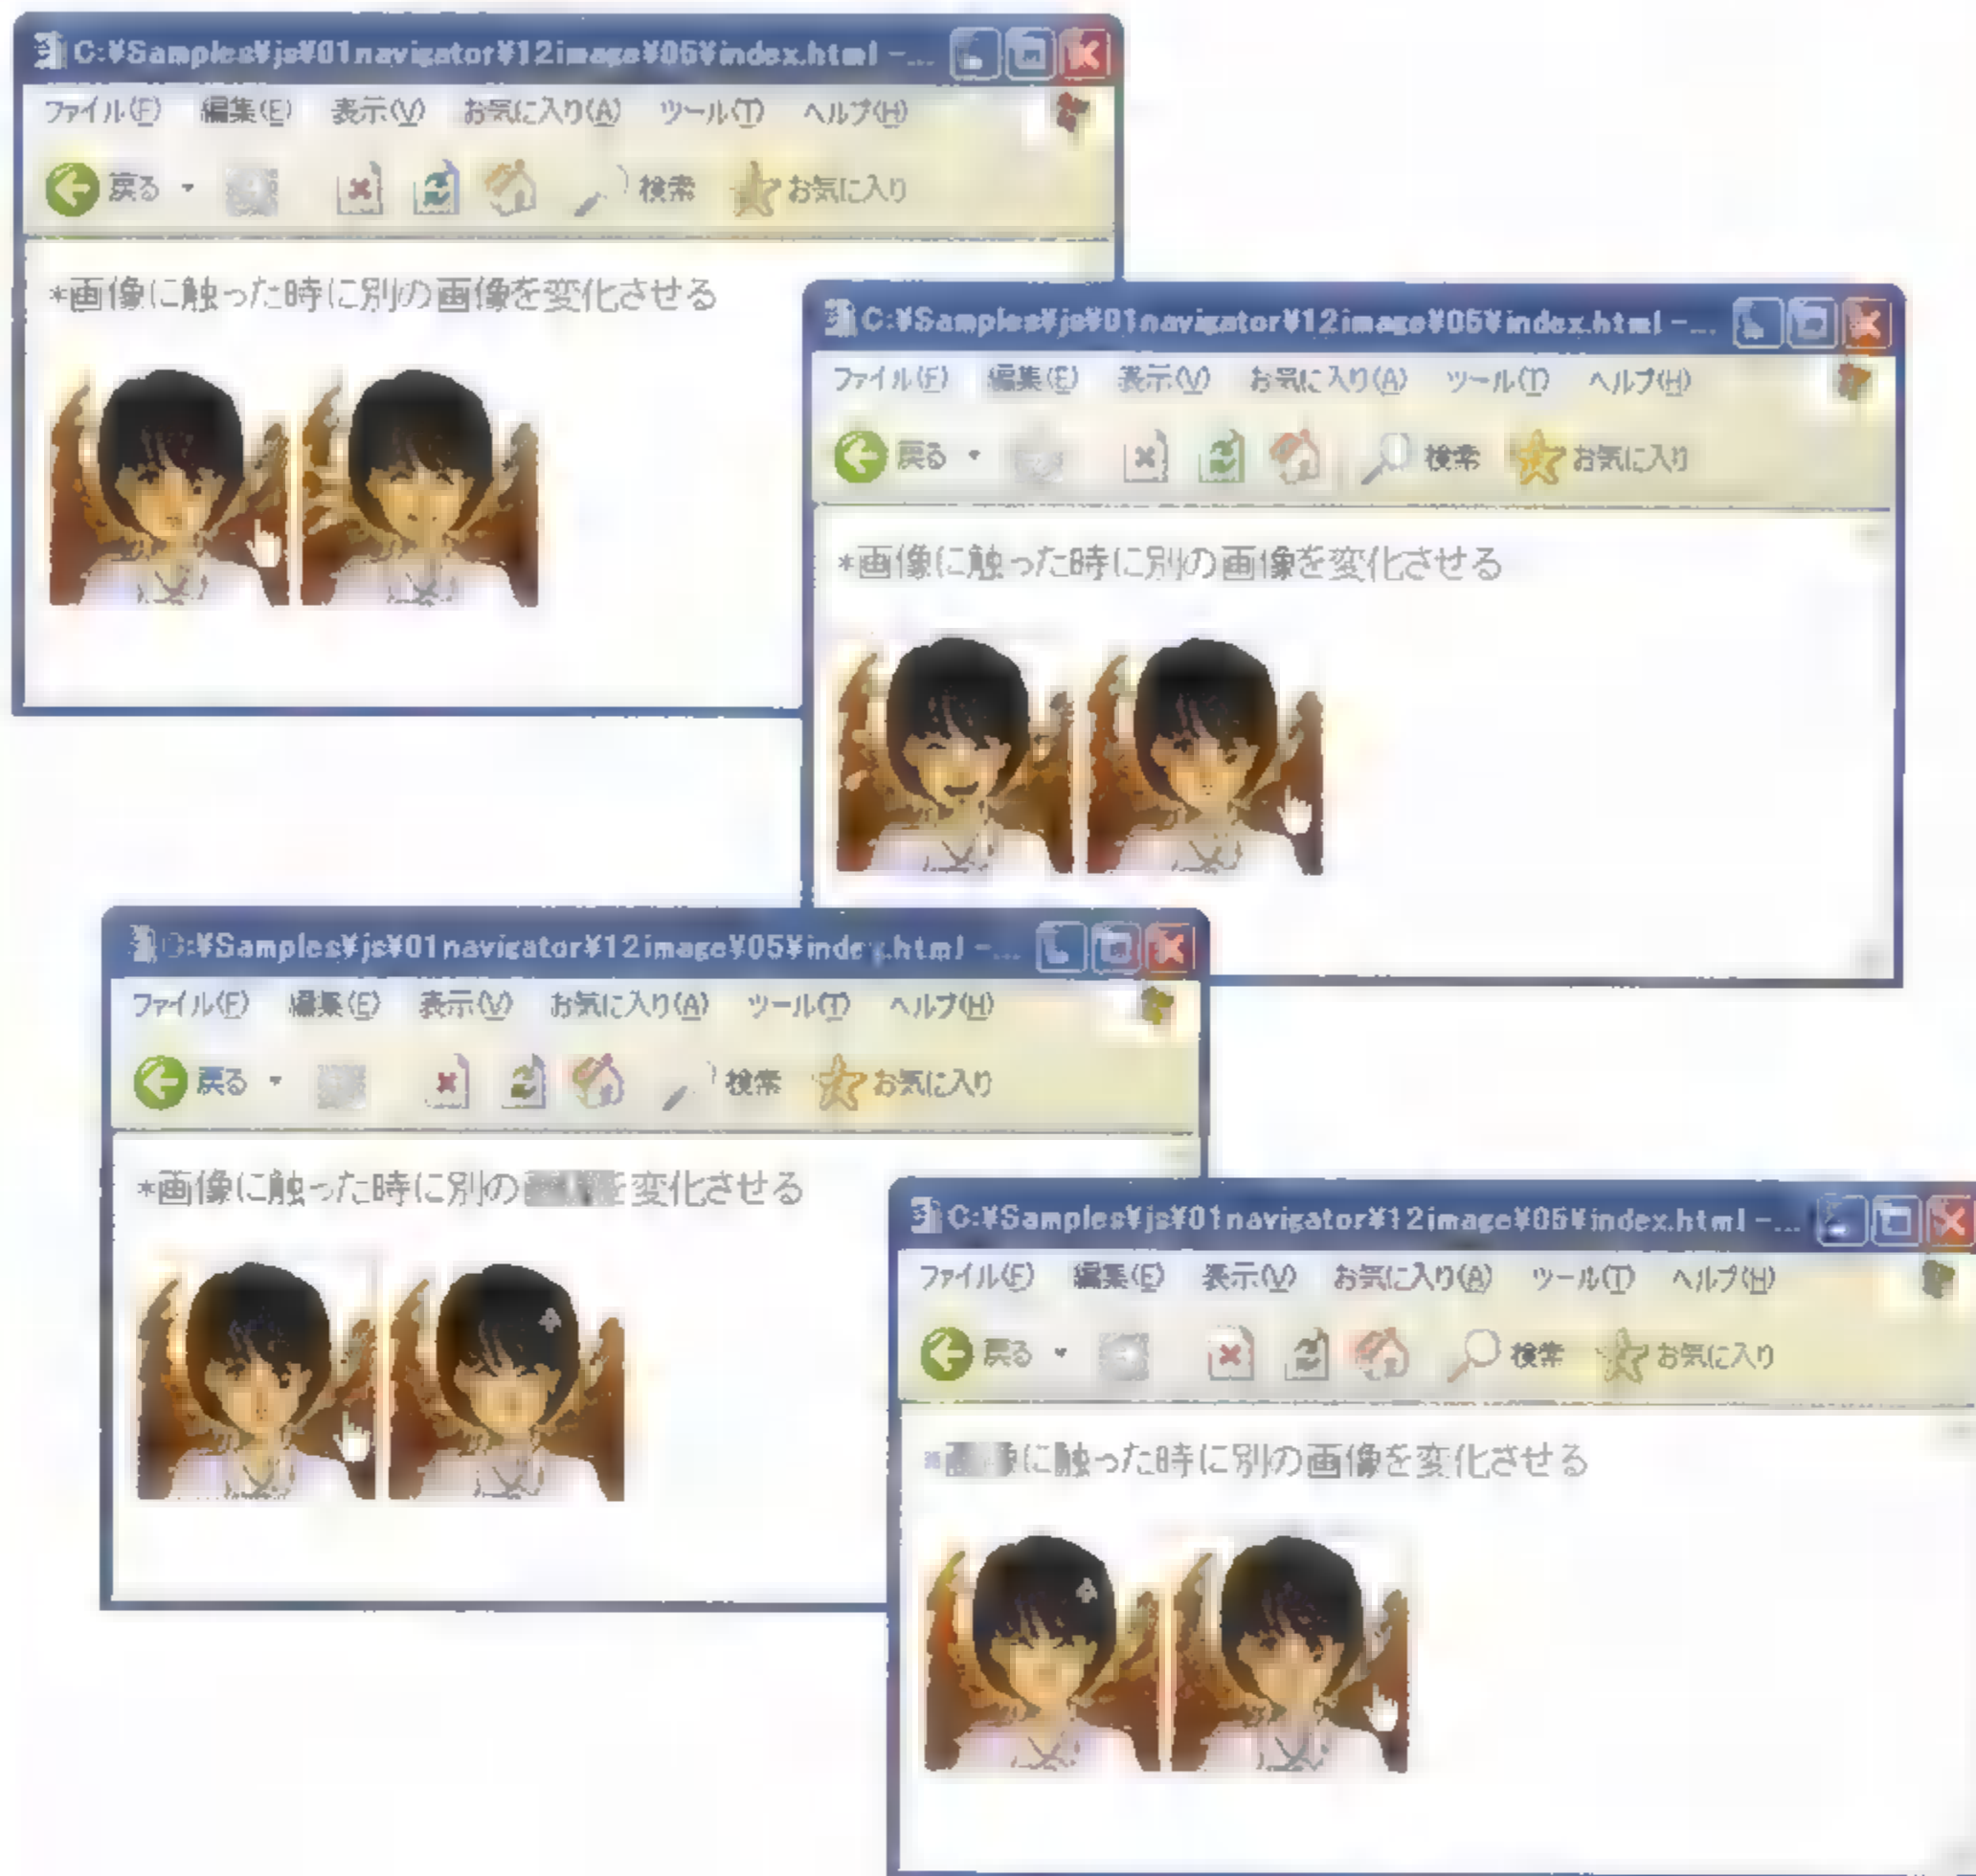 C:¥Samples¥js¥01navigator¥12image¥05¥index.html -...
ファイル(F) 編集(E) 表示(V) お気に入り(A) ツール(T) ヘルプ(H)
戻る 検索 お気に入り
*画像に触った時に別の画像を変化させる
C:¥Samples¥js¥01navigator¥12image¥05¥index.html -...
ファイル(F) 編集(E) 表示(V) お気に入り(A) ツール(T) ヘルプ(H)
戻る 検索 お気に入り
*画像に触った時に別の画像を変化させる
:¥Samples¥js¥01navigator¥12image¥05¥inde .html -...
ファイル(F) 編集(E) 表示(V) お気に入り(A) ツール(T) ヘルプ(H)
戻る 検索 お気に入り
*画像に触った時に別の を変化させる
C:¥Samples¥js¥01navigator¥12image¥05¥index.html -...
ファイル(F) 編集(E) 表示(V) お気に入り(A) ツール(T) ヘルプ(H)
戻る 検索 お気に入り
に触った時に別の画像を変化させる